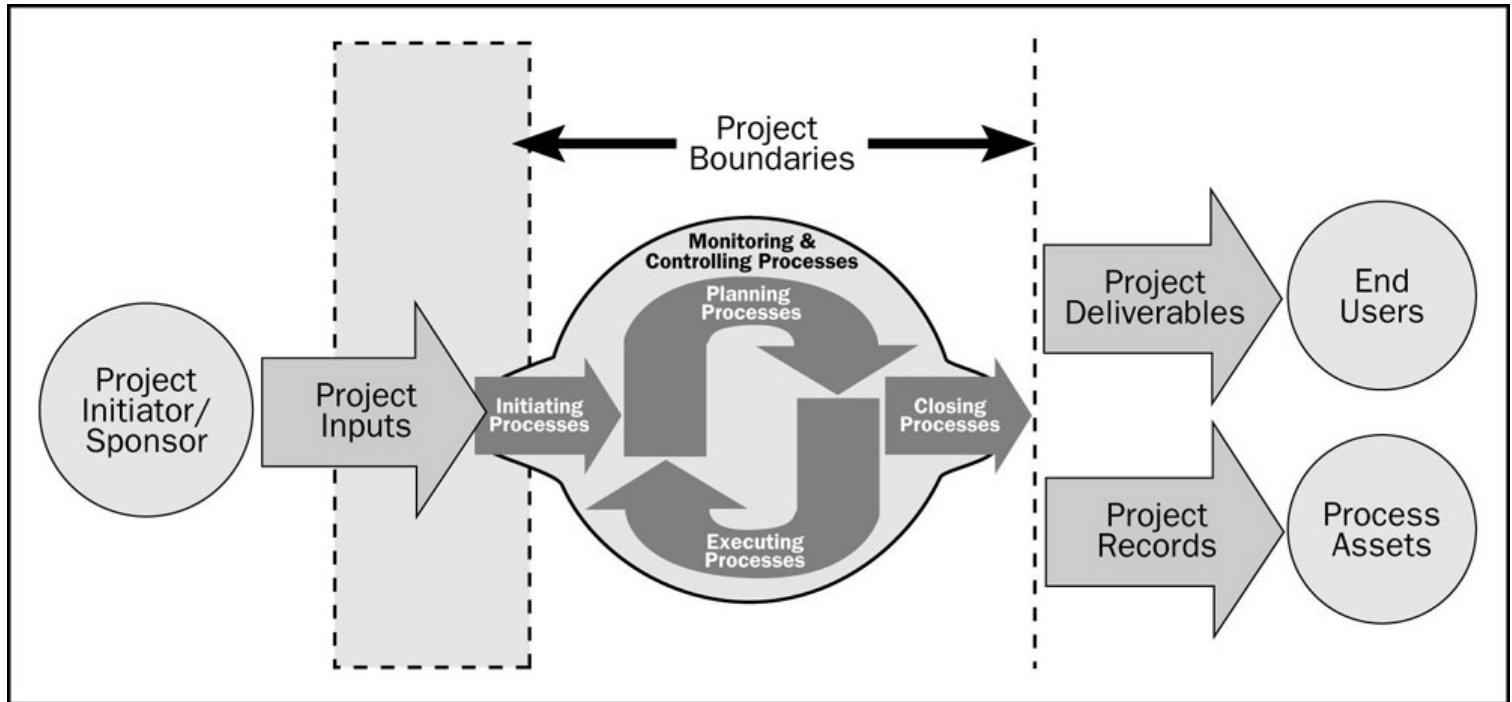 Project
Boundaries
Monitoring &
Controlling Processes
Planning
Processes
Project
Initiator/
Sponsor
Project
Inputs
Initiating
Processes
Closing
Processes
Executing
Processes
Project
Deliverables
End
Users
Project
Records
Process
Assets